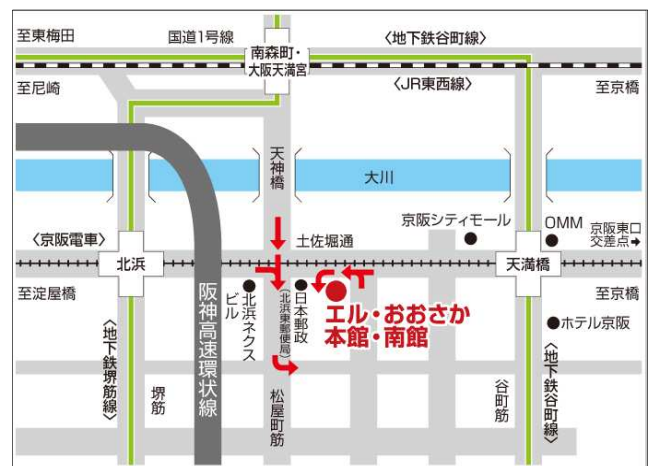 至東梅田
国道1号線
南森町・
大阪天満宮
〈地下鉄谷町線〉
至尼崎
〈JR東西線〉
至京橋
天神橋
大川
京阪シティモール
OMM
京阪東口
交差点➡
〈京阪電車〉
土佐堀通
北浜
天満橋
至淀屋橋
阪神高速環状線
北浜ネクス
ビル
日本郵政
(北浜東郵便局)
エル・おおさか
本館・南館
至京橋
ホテル京阪
〈地下鉄堺筋線〉
堺筋
松屋町筋
谷町筋
〈地下鉄谷町線〉